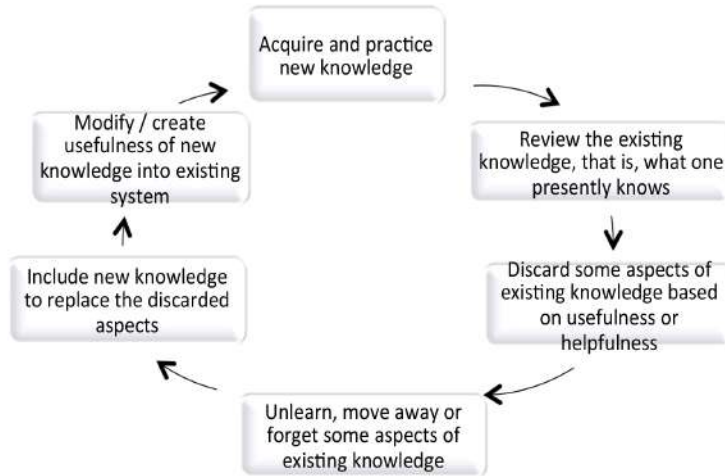 Acquire and practice
new knowledge
Review the existing
knowledge, that is, what one
presently knows
Discard some aspects of
existing knowledge based
on usefulness or
helpfulness
Unlearn, move away or
forget some aspects of
existing knowledge
Include new knowledge
to replace the discarded
aspects
Modify / create
usefulness of new
knowledge into existing
system